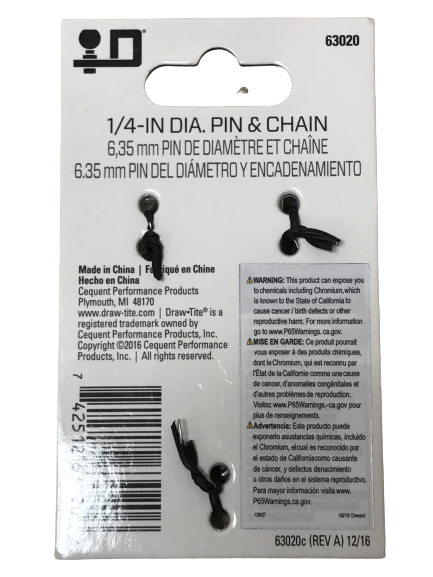 63020
1/4-IN DIA. PIN & CHAIN
6,35 mm PIN DE DIAMÈTRE ET CHAÎNE
6.35 mm PIN DEL DIÁMETRO Y ENCADENAMIENTO
Made in China | Fabriqué en Chine
Hecho en China
Cequent Performance Products
Plymouth, MI 48170
www.draw-tite.com | Draw•Tite® is a
registered trademark owned by
Cequent Performance Products, Inc.
Copyright ©2016 Cequent Performance
Products, Inc. | All rights reserved.
WARNING: This product can expose you
to chemicals including Chromium, which
is known to the State of California to
cause cancer / birth defects or other
reproductive harm. For more information
go to www.P65Warnings.ca.gov.
MISE EN GARDE: Ce produit pourrait
vous exposer à des produits chimiques,
dont le Chromium, qui est reconnu par
l'État de la Californie comme une cause
de cancer, d'anomalies congénitales et
d'autres problèmes de reproduction.
Visitez www.P65Warnings-ca.gov pour
plus de renseignements.
Advertencia: Este producto puede
exponerlo asustancias químicas, incluido
el Chromium, elcual es reconocido por
el estado de Californiacomo causante
de cáncer, y defectos denacimiento
u otros daños en el sistema reproductivo.
Para mayor información visite www.
P65Warnings.ca.gov.
63020c (REV A) 12/16